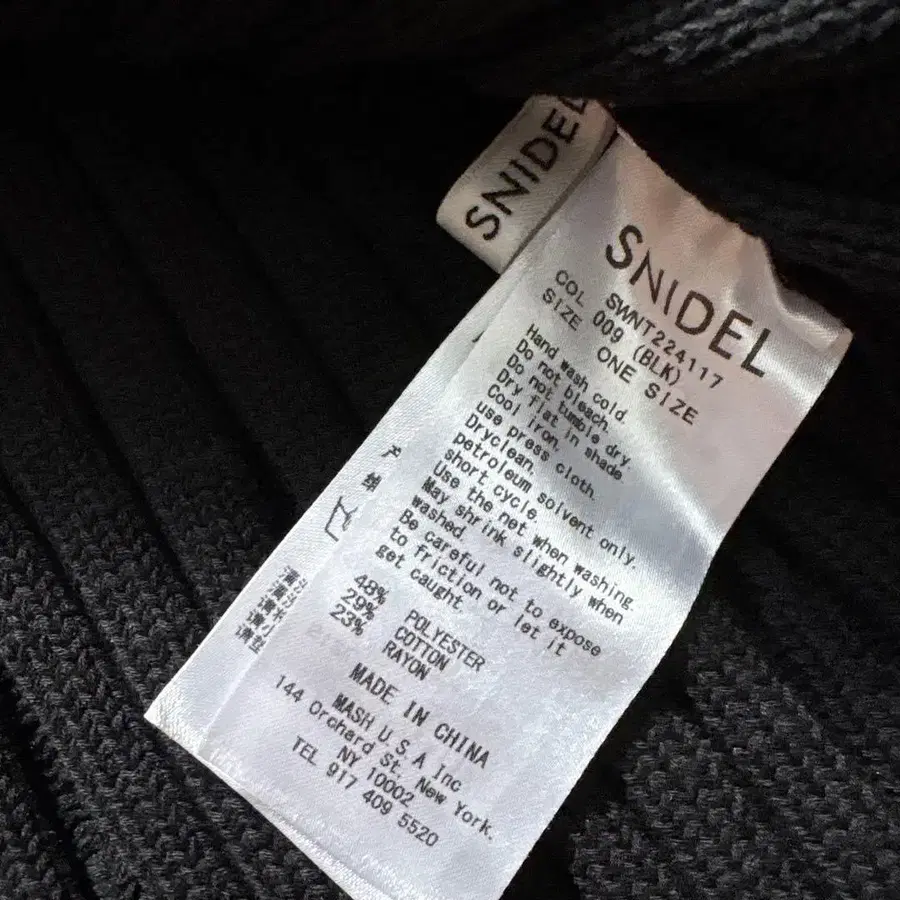 SNIDEL
SNIDEL
SWNT224117
COL 009 (BLK)
SIZE ONE SIZE
Hand wash cold.
Do not bleach.
Do not tumble dry.
Dry flat in shade.
Cool iron.
use press cloth.
Dryclean.
petroleum solvent only.
short cycle.
Use the net when washing.
May shrink slightly when
washed.
Be careful not to expose
to friction or let it
get caught.
48% POLYESTER
29% COTTON
23% RAYON
MADE IN CHINA
MASH U.S.A Inc
144 Orchard St. New York.
NY 10002
TEL 917 409 5520
产
维